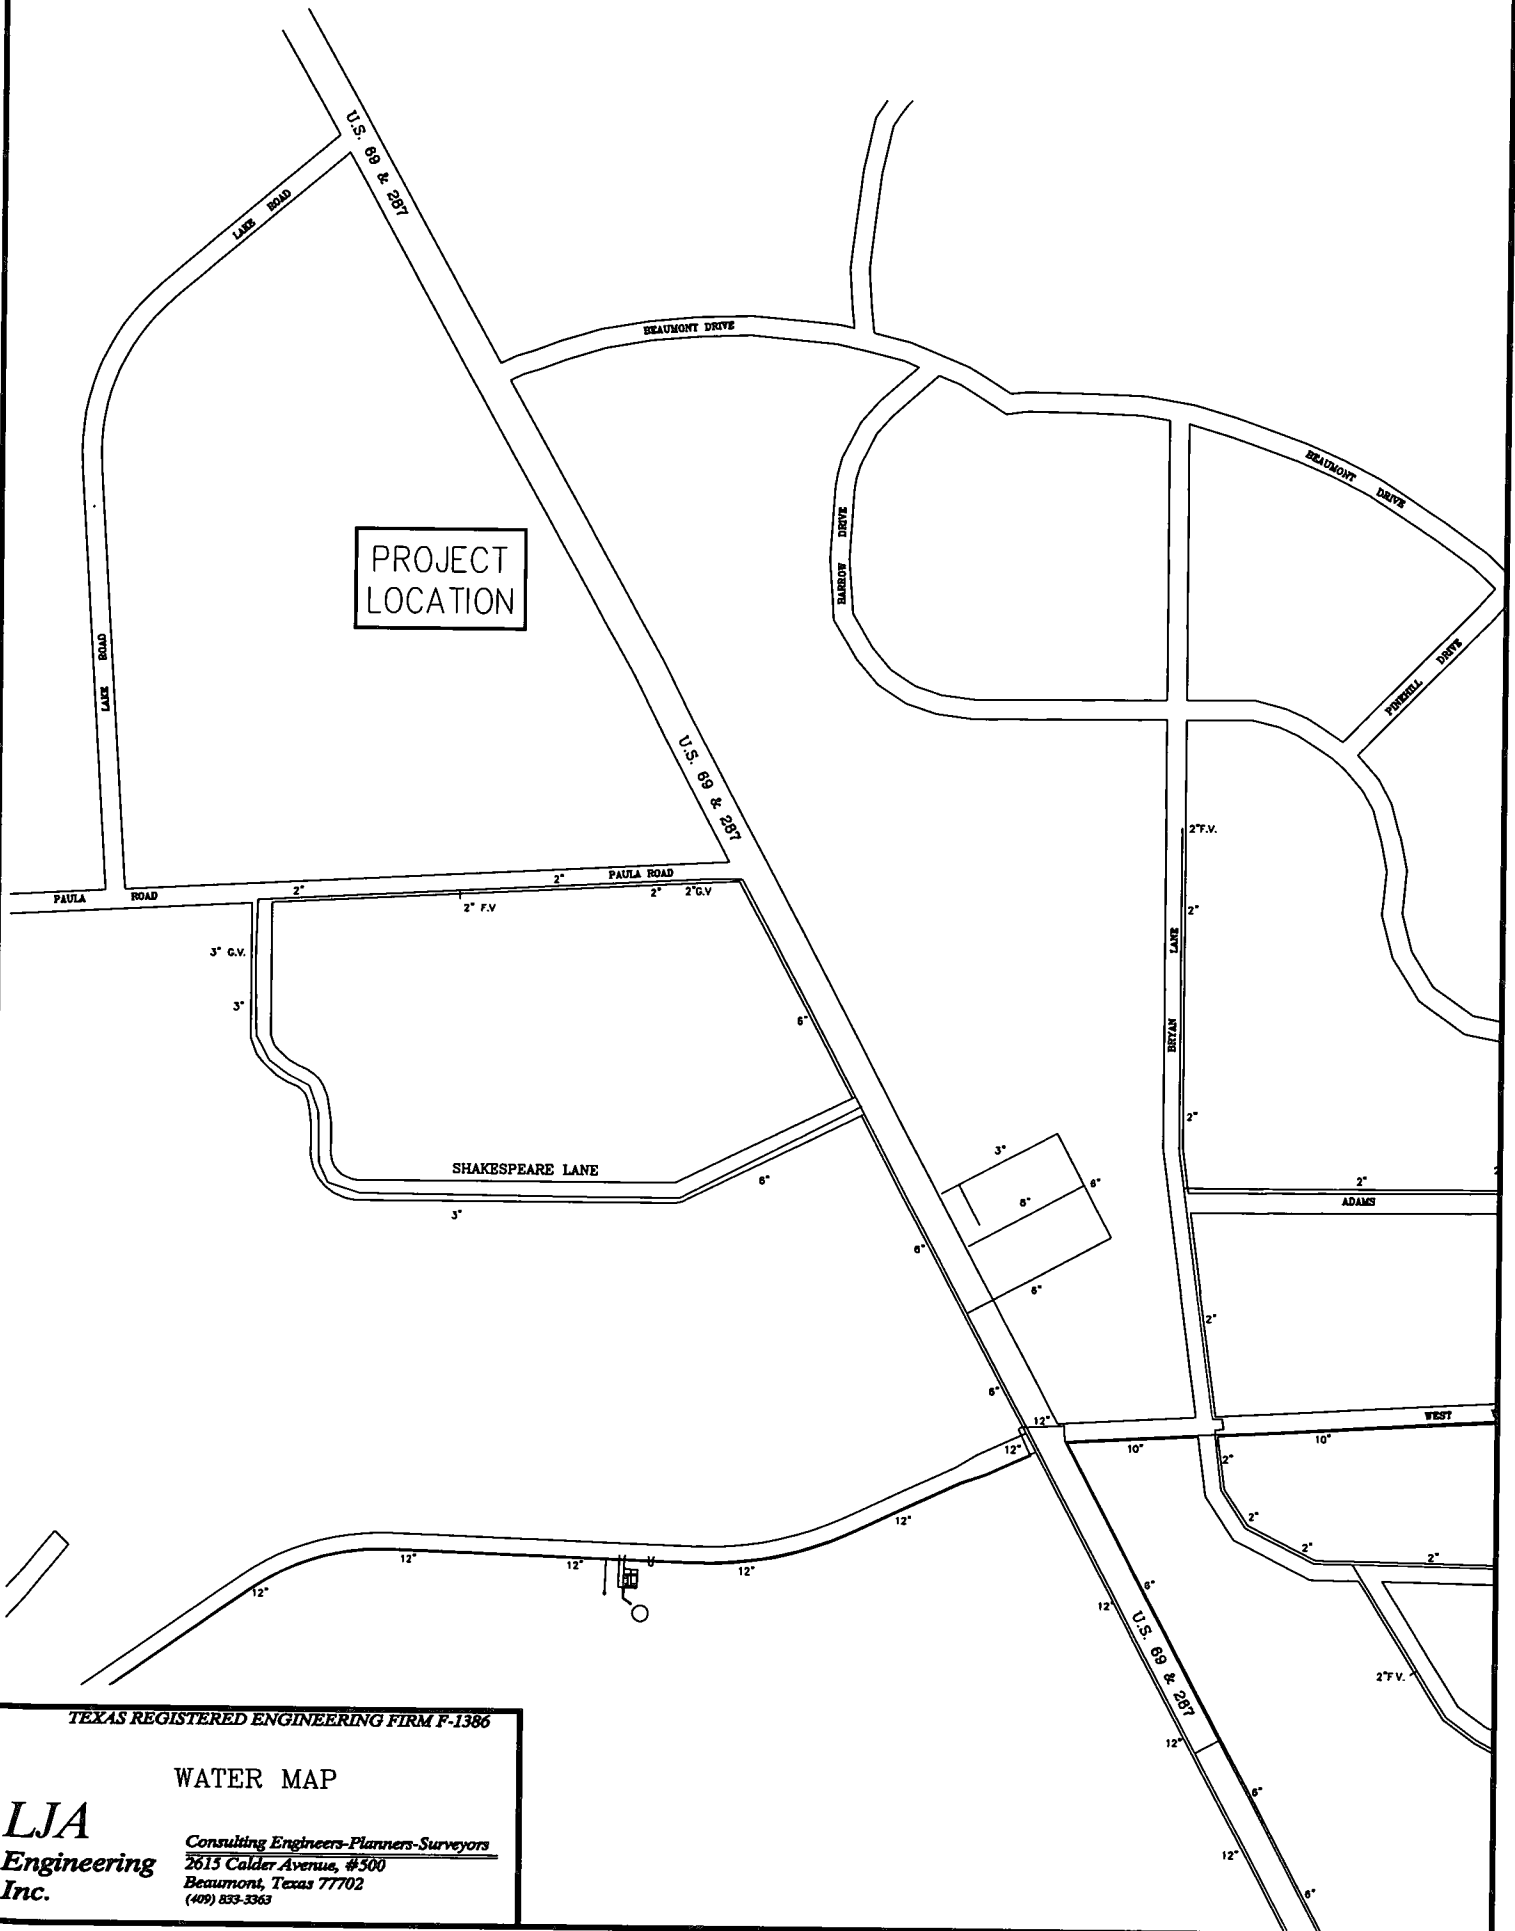 U.S. 69 & 287
LAKE ROAD
BEAUMONT DRIVE
BEAUMONT DRIVE
BARROW DRIVE
PROJECT
LOCATION
LAKE ROAD
PINEHILL DRIVE
U.S. 69 & 287
2"F.V.
PAULA ROAD
2"
2"
PAULA ROAD
2"
2"G.V
2" F.V
2"
LANE
BRYAN
3" G.V.
3"
6"
2"
3"
SHAKESPEARE LANE
6"
3"
6"
6"
2"
ADAMS
6"
6"
2"
6"
12"
12"
10"
10"
WEST
2"
2"
2"
2"
12"
12"
12"
12"
12"
6"
12"
U.S. 69 & 287
2"F V.
12"
6"
12"
6"
TEXAS REGISTERED ENGINEERING FIRM F-1386
WATER MAP
LJA
Engineering
Inc.
Consulting Engineers-Planners-Surveyors
2615 Calder Avenue, #500
Beaumont, Texas 77702
(409) 833-3363